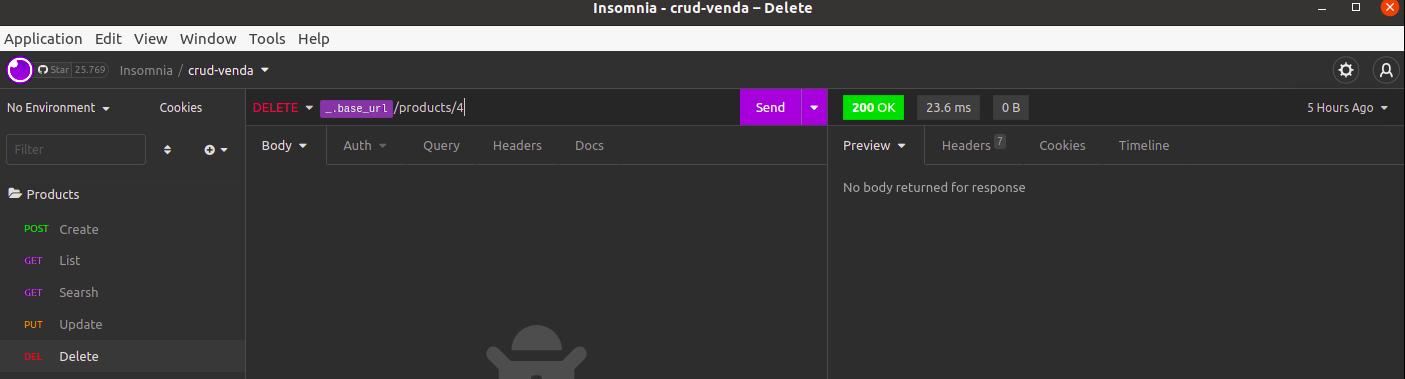 Insomnia - crud-venda – Delete
Application Edit View Window Tools Help
Star 25.769 Insomnia / crud-venda
No Environment Cookies DELETE _.base_url /products/4 Send 200 OK 23.6 ms 0 B 5 Hours Ago
Filter Body Auth Query Headers Docs Preview Headers 7 Cookies Timeline
Products No body returned for response
POST Create
GET List
GET Searsh
PUT Update
DEL Delete